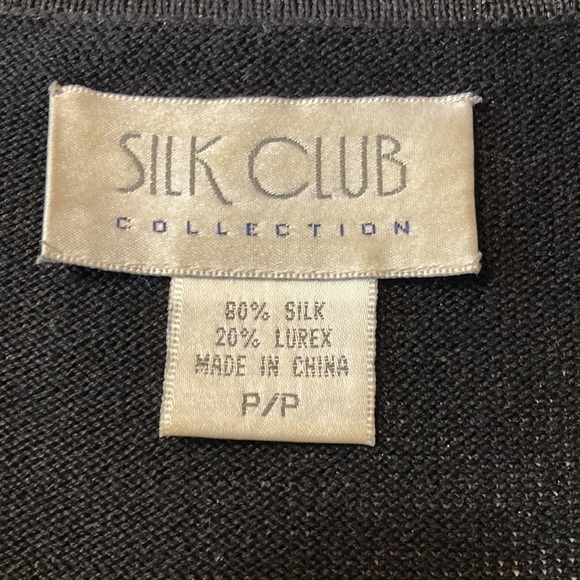 SILK CLUB
COLLECTION
80% SILK
20% LUREX
MADE IN CHINA
P/P